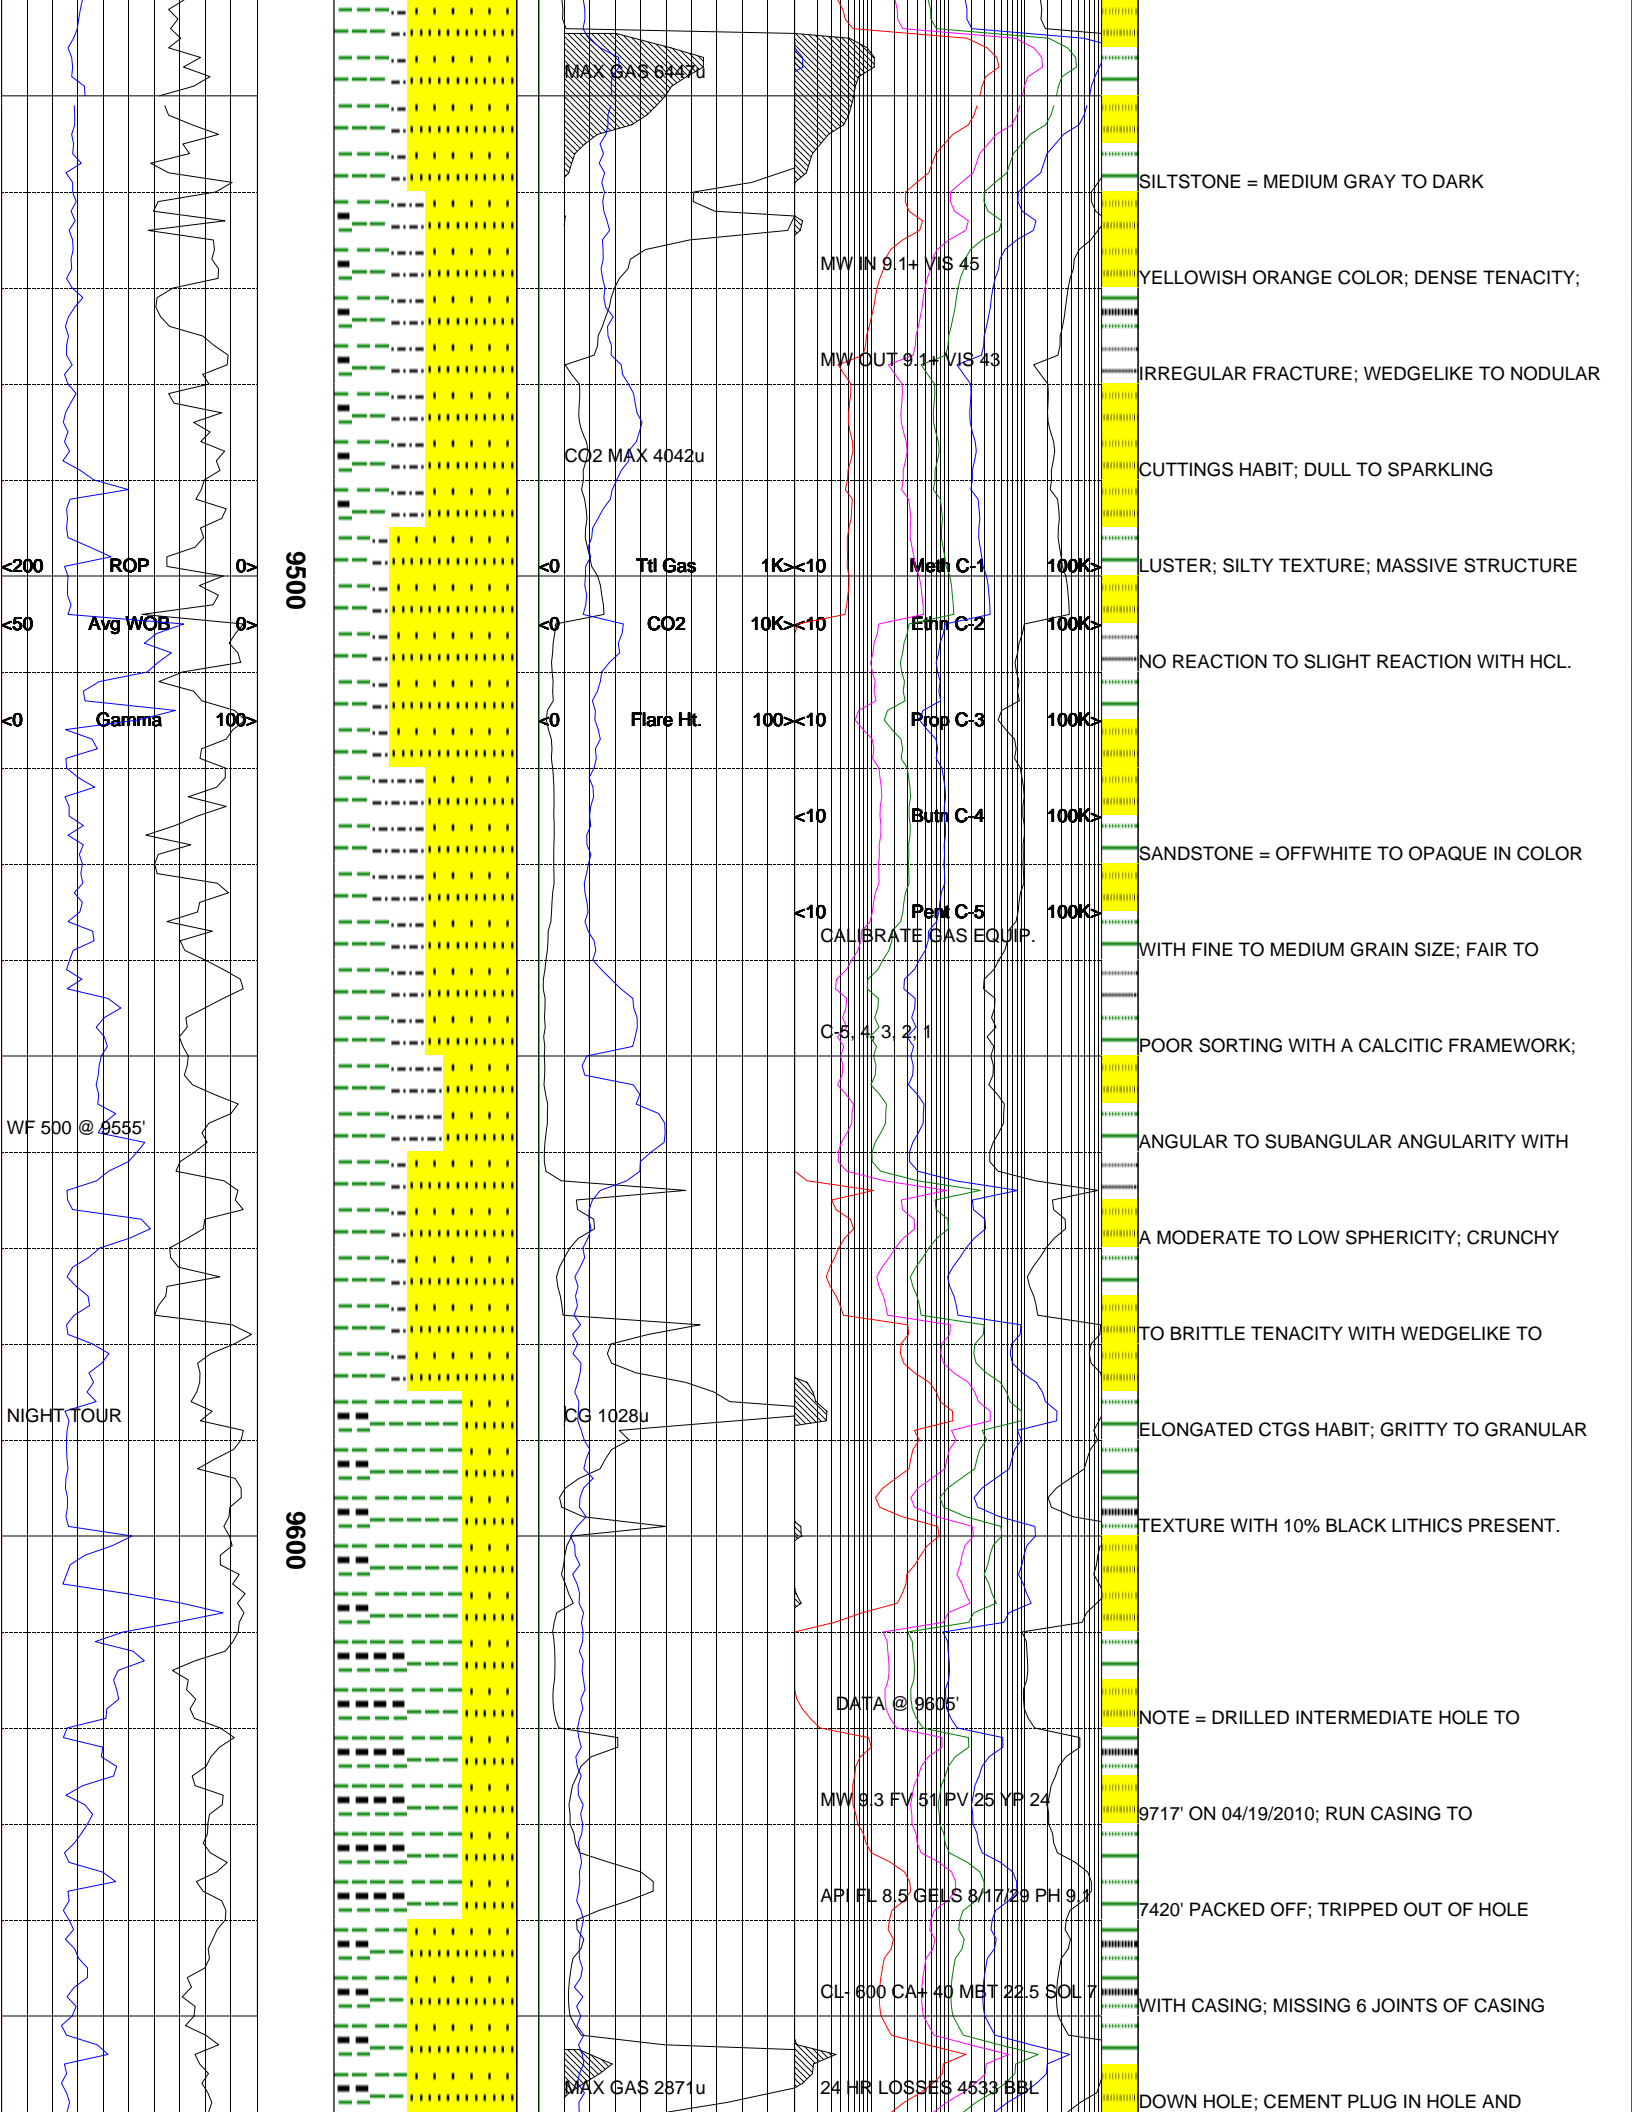 MAX GAS 6447u
SILTSTONE = MEDIUM GRAY TO DARK
MW IN 9.1+ VIS 45
YELLOWISH ORANGE COLOR; DENSE TENACITY;
MW OUT 9.1+ VIS 43
IRREGULAR FRACTURE; WEDGELIKE TO NODULAR
CO2 MAX 4042u
CUTTINGS HABIT; DULL TO SPARKLING
<200 ROP 0>
9500
<0 Ttl Gas 1K>
<10 Meth C-1 100K>
LUSTER; SILTY TEXTURE; MASSIVE STRUCTURE
<50 Avg WOB 0>
<0 CO2 10K>
<10 Ethn C-2 100K>
NO REACTION TO SLIGHT REACTION WITH HCL.
<0 Gamma 100>
<0 Flare Ht. 100>
<10 Prop C-3 100K>
<10 Butn C-4 100K>
SANDSTONE = OFFWHITE TO OPAQUE IN COLOR
<10 Pent C-5 100K>
CALIBRATE GAS EQUIP.
WITH FINE TO MEDIUM GRAIN SIZE; FAIR TO
C-5, 4, 3, 2, 1
POOR SORTING WITH A CALCITIC FRAMEWORK;
WF 500 @ 9555'
ANGULAR TO SUBANGULAR ANGULARITY WITH
A MODERATE TO LOW SPHERICITY; CRUNCHY
TO BRITTLE TENACITY WITH WEDGELIKE TO
NIGHT TOUR
CG 1028u
ELONGATED CTGS HABIT; GRITTY TO GRANULAR
9600
TEXTURE WITH 10% BLACK LITHICS PRESENT.
DATA @ 9605'
NOTE = DRILLED INTERMEDIATE HOLE TO
MW 9.3 FV 51 PV 25 YP 24
9717' ON 04/19/2010; RUN CASING TO
API FL 8.5 GELS 8/17/29 PH 9.1
7420' PACKED OFF; TRIPPED OUT OF HOLE
CL- 600 CA+ 40 MBT 22.5 SOL 7
WITH CASING; MISSING 6 JOINTS OF CASING
MAX GAS 2871u
24 HR LOSSES 4533 BBL
DOWN HOLE; CEMENT PLUG IN HOLE AND